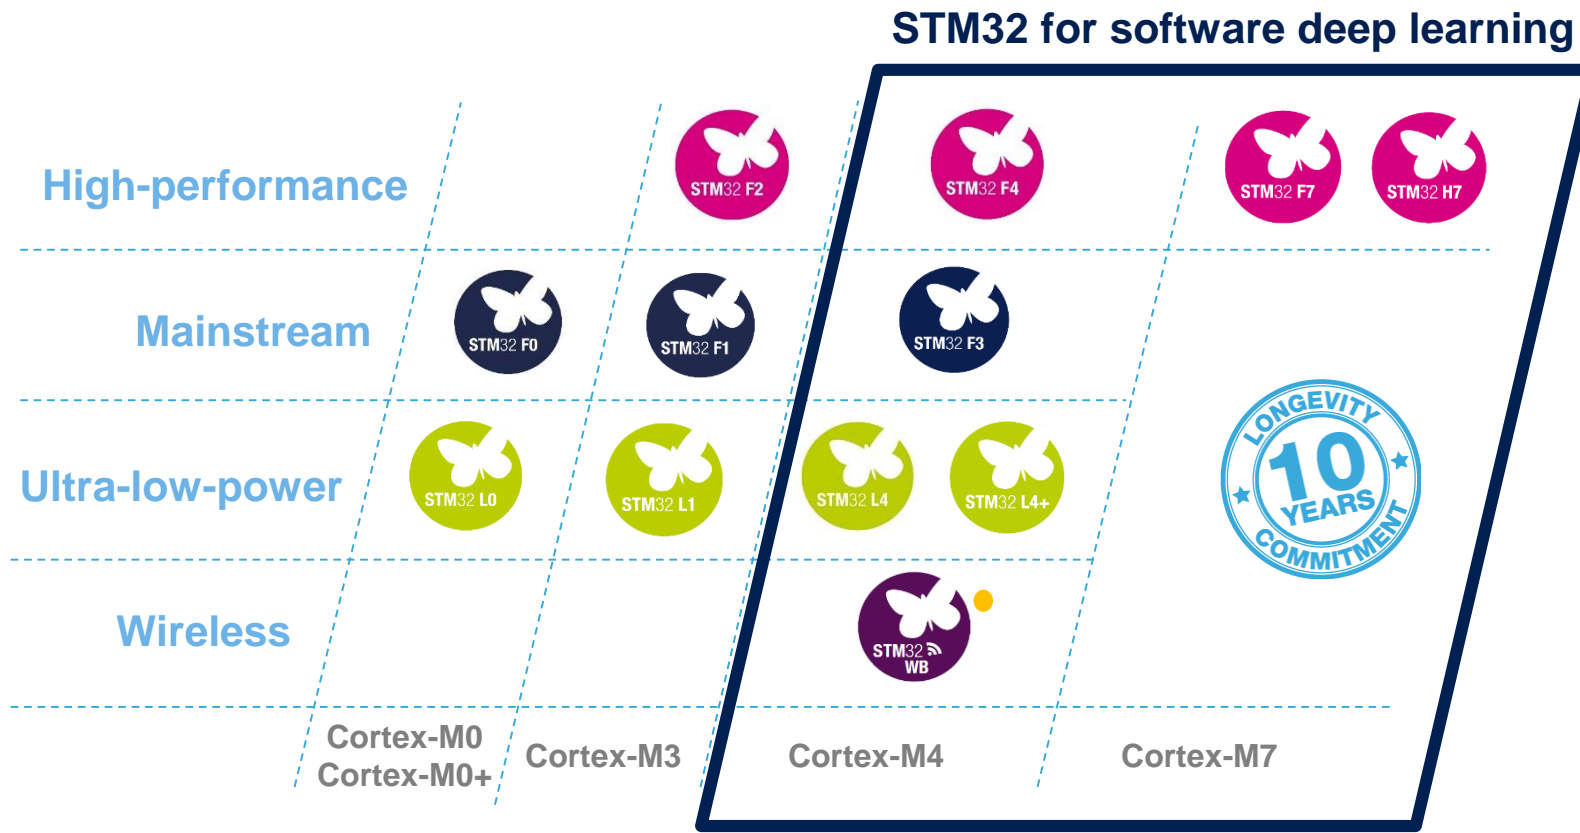 STM32 for software deep learning
High-performance
STM32 F2
STM32 F4
STM32 F7
STM32 H7
Mainstream
STM32 F0
STM32 F1
STM32 F3
Ultra-low-power
STM32 L0
STM32 L1
STM32 L4
STM32 L4+
LONGEVITY
10
YEARS
COMMITMENT
Wireless
STM32
WB
Cortex-M0
Cortex-M0+
Cortex-M3
Cortex-M4
Cortex-M7